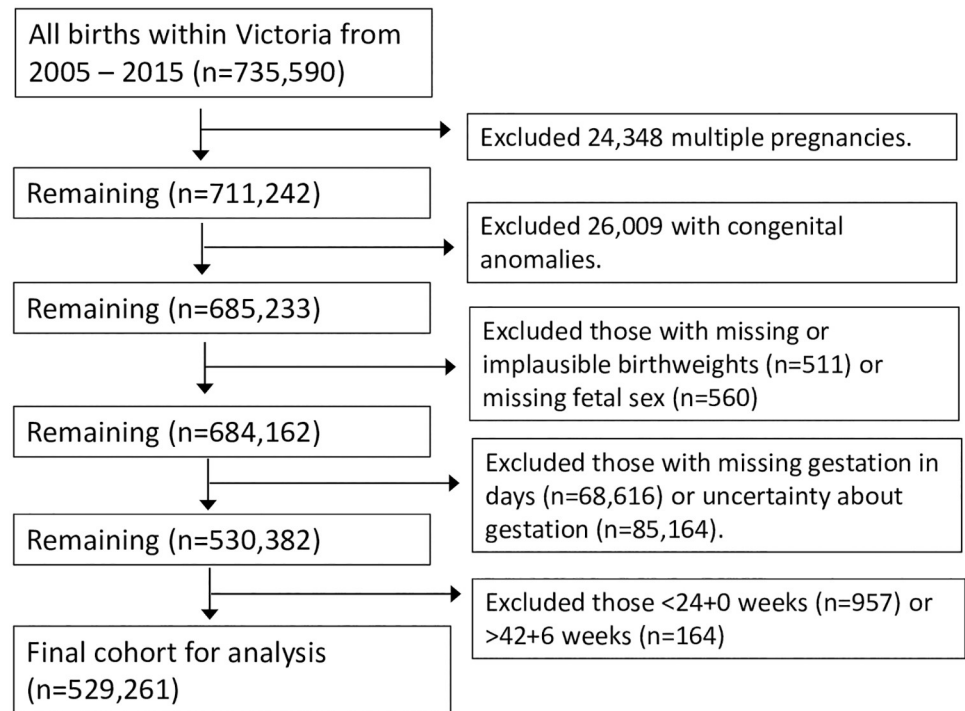 All births within Victoria from
2005 – 2015 (n=735,590)
Excluded 24,348 multiple pregnancies.
Remaining (n=711,242)
Excluded 26,009 with congenital
anomalies.
Remaining (n=685,233)
Excluded those with missing or
implausible birthweights (n=511) or
missing fetal sex (n=560)
Remaining (n=684,162)
Excluded those with missing gestation in
days (n=68,616) or uncertainty about
gestation (n=85,164).
Remaining (n=530,382)
Excluded those <24+0 weeks (n=957) or
>42+6 weeks (n=164)
Final cohort for analysis
(n=529,261)